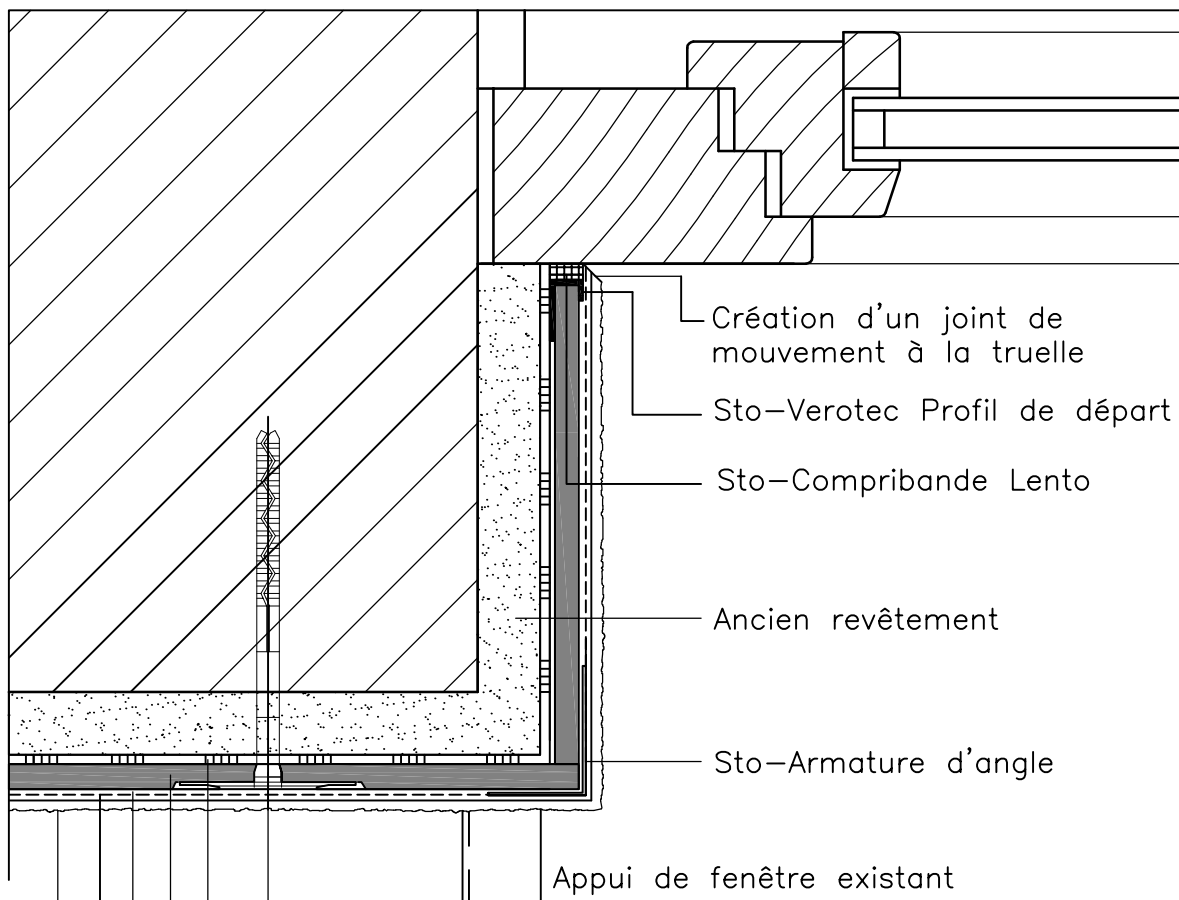 Création d'un joint de
mouvement à la truelle
Sto-Verotec Profil de départ
Sto-Compribande Lento
Ancien revêtement
Sto-Armature d'angle
Appui de fenêtre existant